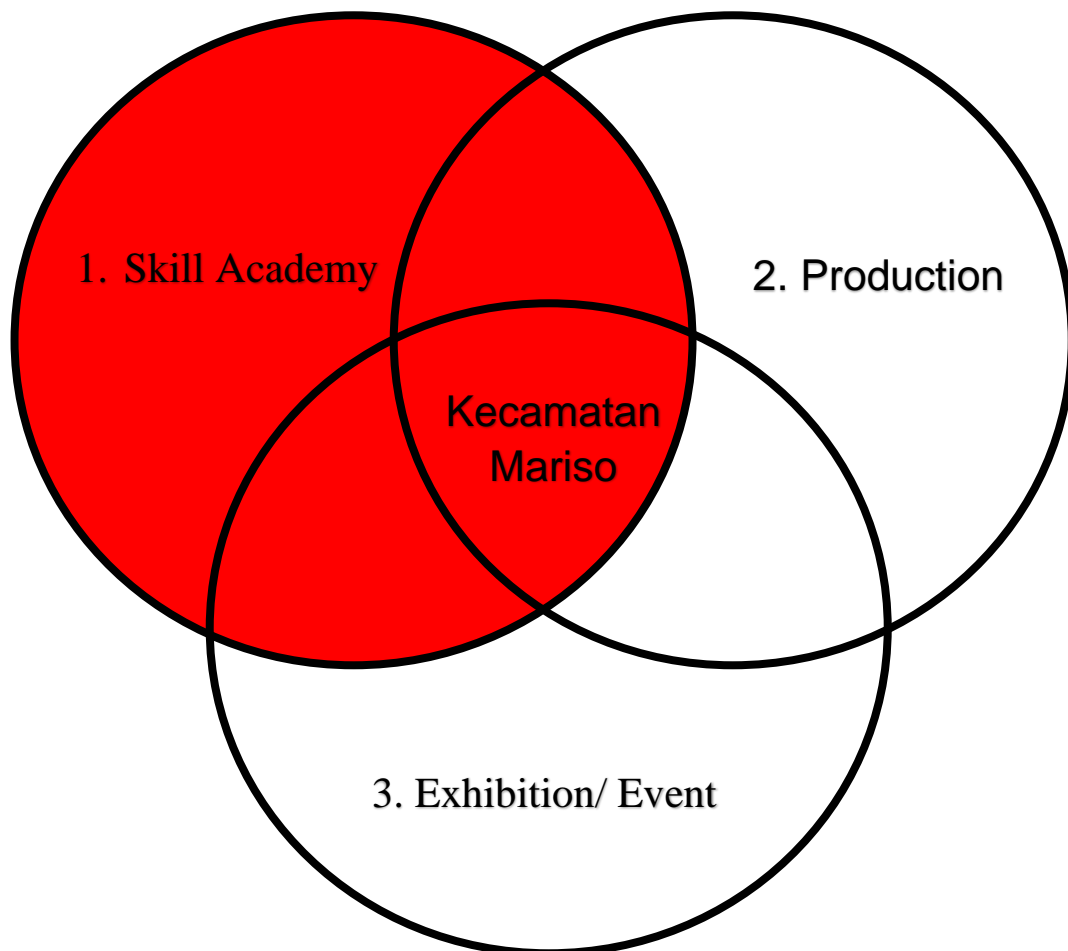 1. Skill Academy
2. Production
Kecamatan
Mariso
3. Exhibition/ Event